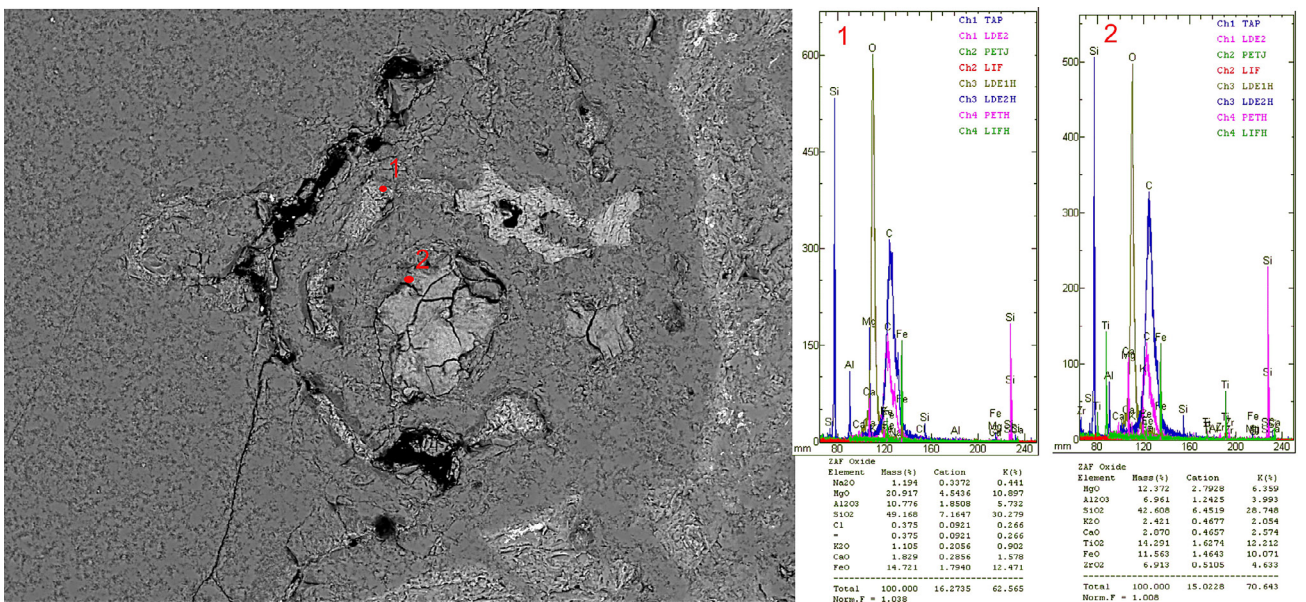 1
2
1
Ch1 TAP
Ch1 LDE2
Ch2 PETJ
Ch2 LIF
Ch3 LDE1H
Ch3 LDE2H
Ch4 PETH
Ch4 LIFH
600
300
150
0
O
Si
C
Mg
C
Fe
Al
Ca
Fe
Si
Al
Fe
Mg
Si
Si
80 120 160 200 240
mm
ZAF Oxide
Element Mass(%) Cation K(%)
Na2O 1.194 0.3372 0.441
MgO 20.917 4.5436 10.897
Al2O3 10.776 1.8508 5.732
SiO2 49.168 7.1647 30.279
Cl 0.375 0.0921 0.266
= 0.375 0.0921 0.266
K2O 1.105 0.2056 0.902
CaO 1.829 0.2856 1.578
FeO 14.721 1.7940 12.471
Total 100.000 16.2735 62.565
Norm.F = 1.038
2
Ch1 TAP
Ch1 LDE2
Ch2 PETJ
Ch2 LIF
Ch3 LDE1H
Ch3 LDE2H
Ch4 PETH
Ch4 LIFH
500
300
200
100
0
Si
O
C
Si
Ti
Fe
Al
C
Si
Ti
Si
Zr
Fe
80 120 160 200 240
mm
ZAF Oxide
Element Mass(%) Cation K(%)
MgO 12.372 2.7928 6.359
Al2O3 6.961 1.2425 3.993
SiO2 42.608 6.4519 28.748
K2O 2.421 0.4677 2.054
CaO 2.870 0.4657 2.574
TiO2 14.291 1.6274 12.212
FeO 11.563 1.4643 10.071
ZrO2 6.913 0.5105 4.633
Total 100.000 15.0228 70.643
Norm.F = 1.008